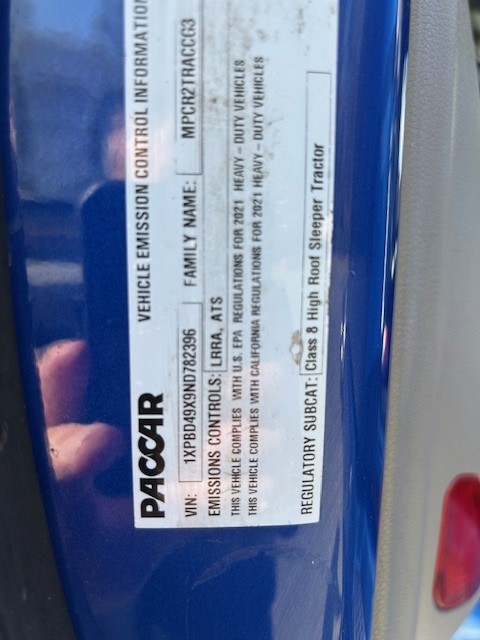 VEHICLE EMISSION CONTROL INFORMATION
PACCAR
VIN: 1XPBD49X9ND782396 FAMILY NAME: MPCR2TRACCG3
EMISSIONS CONTROLS: LRRA, ATS
THIS VEHICLE COMPLIES WITH U.S. EPA REGULATIONS FOR 2021 HEAVY-DUTY VEHICLES
THIS VEHICLE COMPLIES WITH CALIFORNIA REGULATIONS FOR 2021 HEAVY-DUTY VEHICLES
REGULATORY SUBCAT: Class 8 High Roof Sleeper Tractor